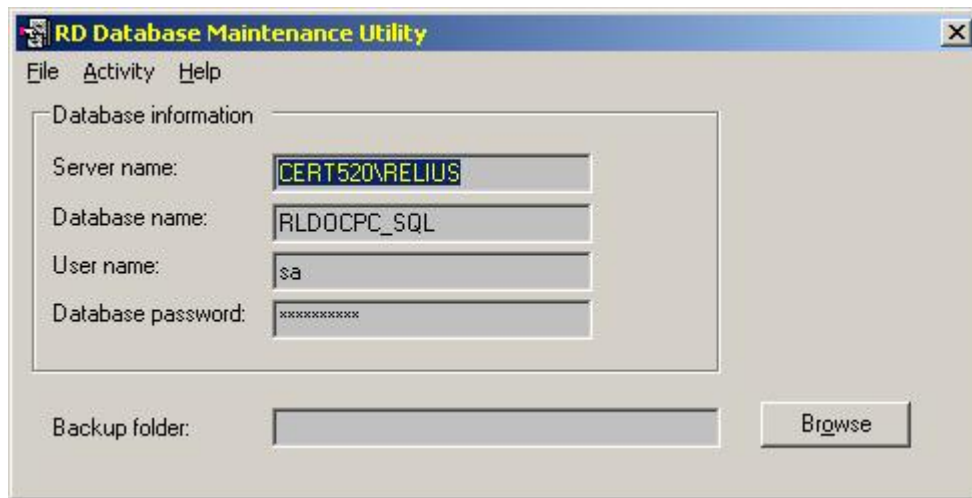 RD Database Maintenance Utility
File Activity Help
Database information
Server name: CERT520\RELIUS
Database name: RLDOCPC_SQL
User name: sa
Database password: **********
Backup folder: Browse